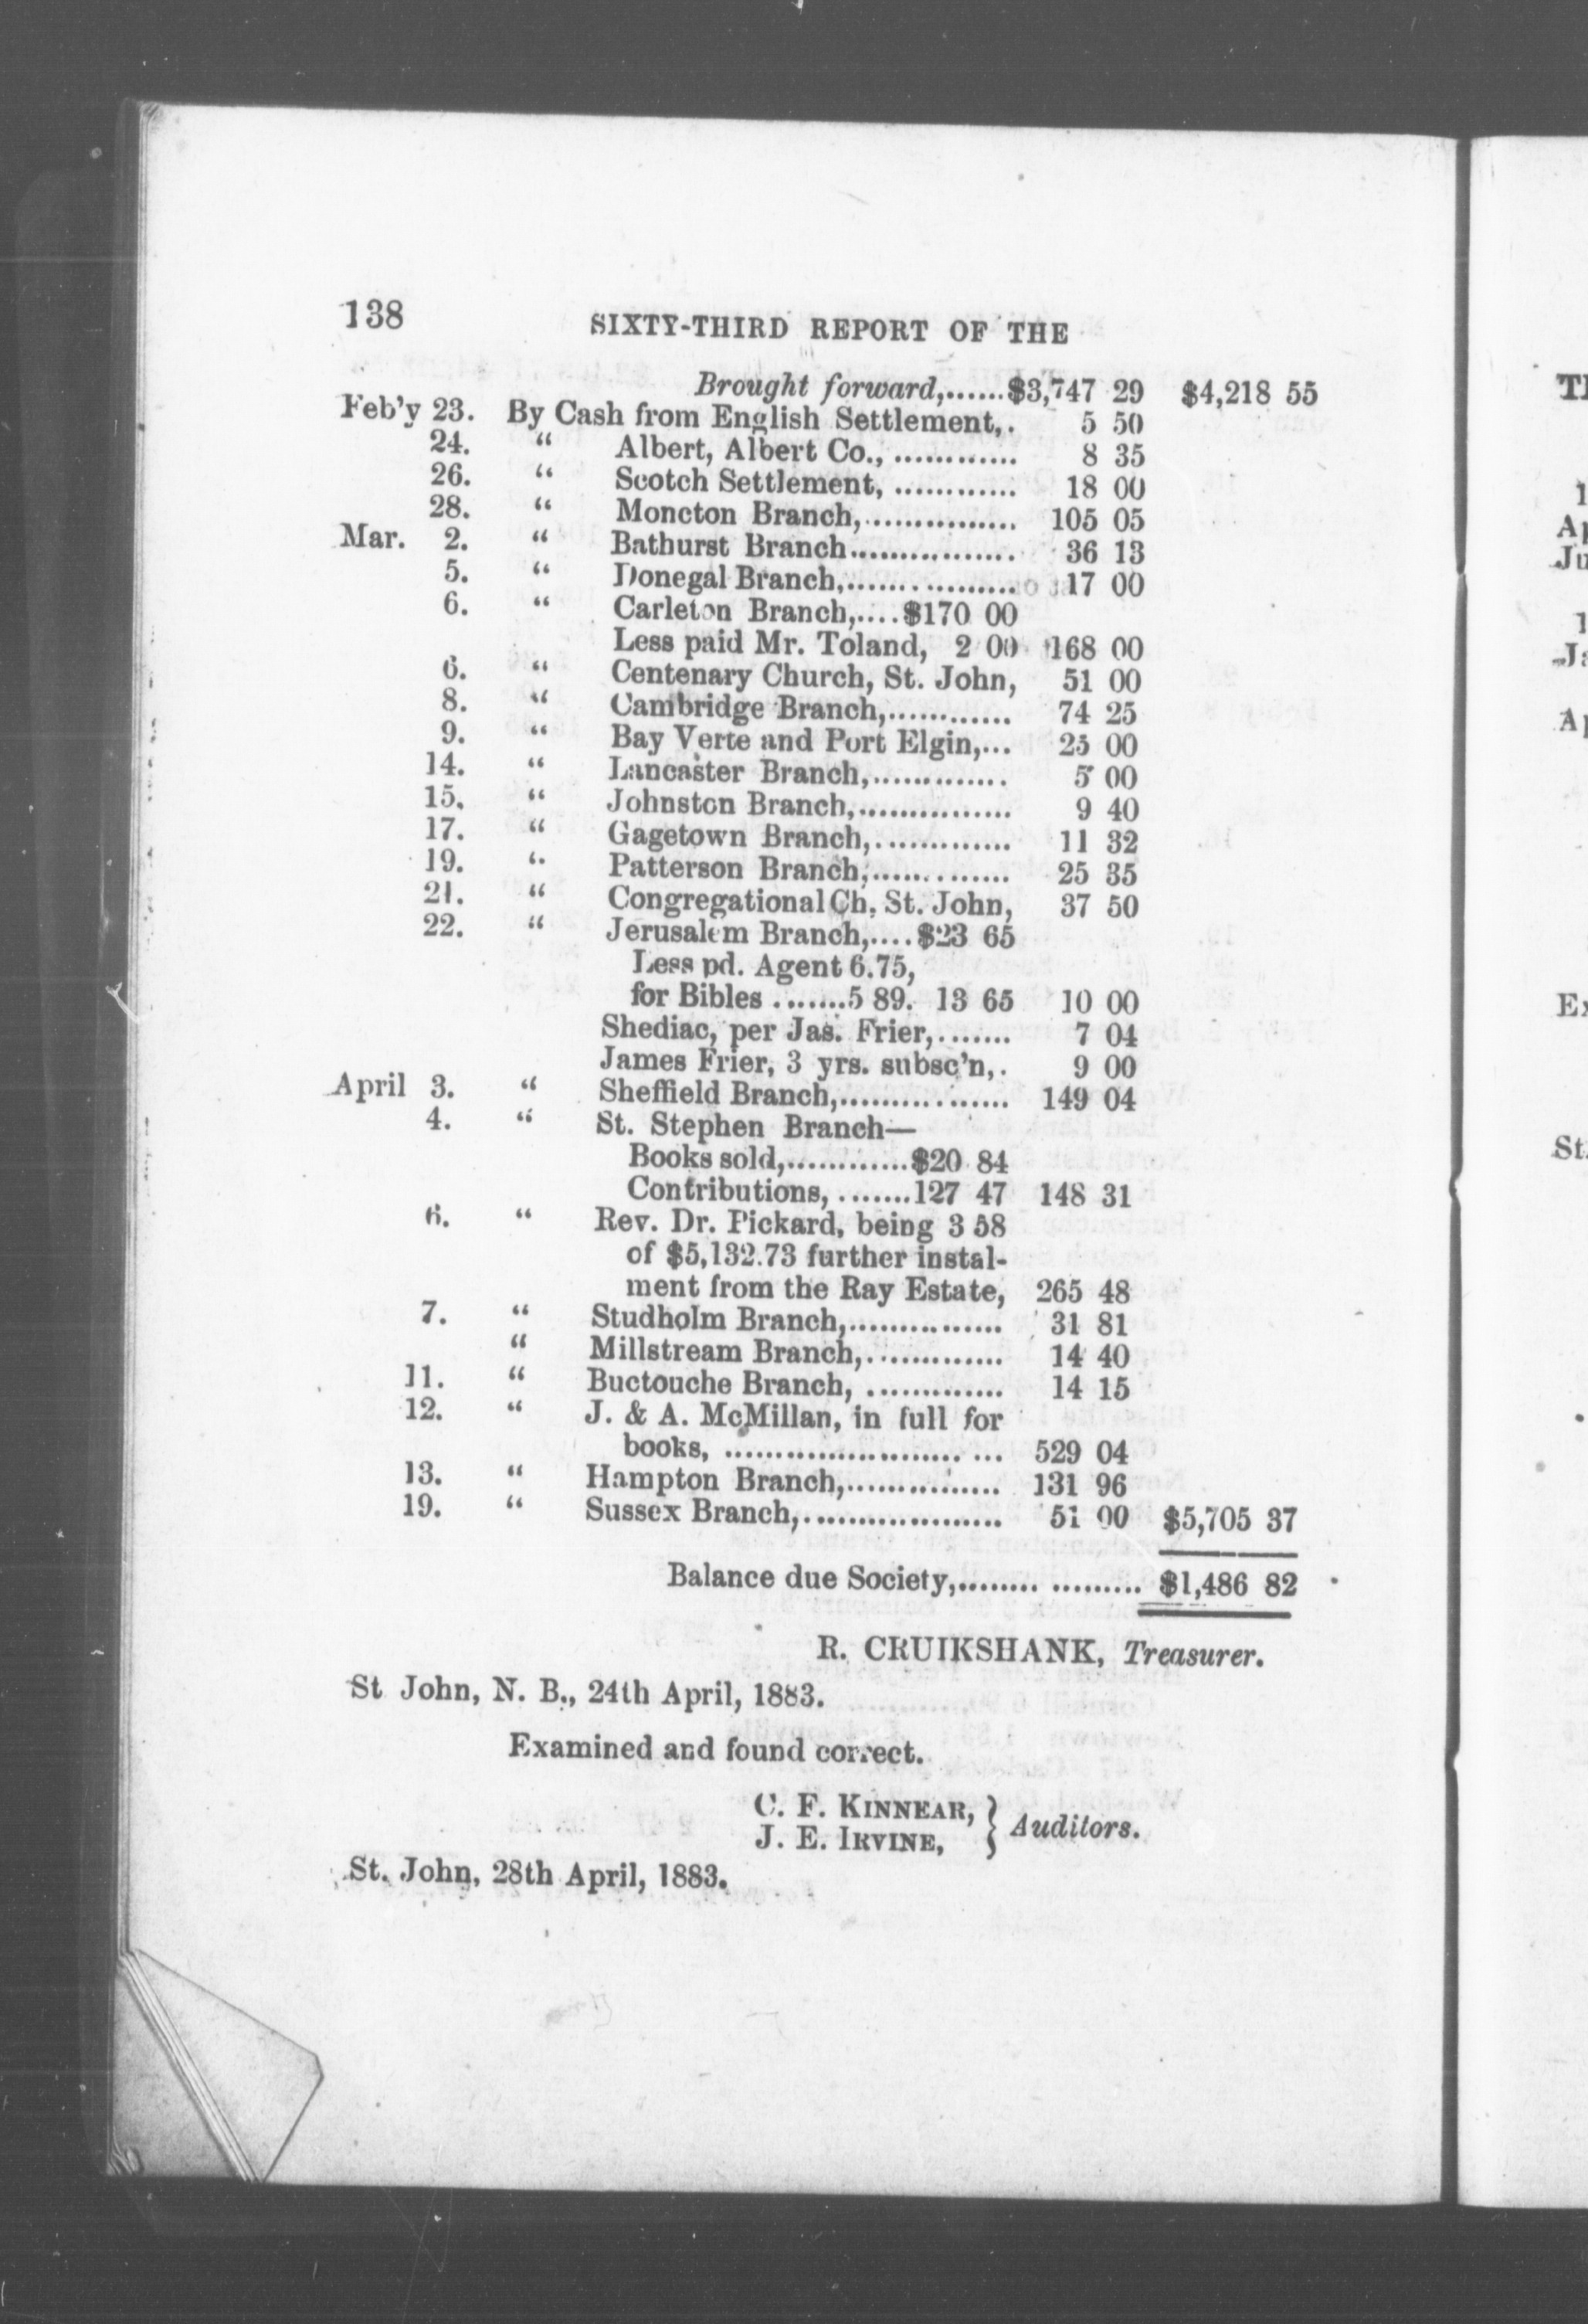 138 SIXTY-THIRD REPORT OF THE
Brought forward,......$3,747 29 $4,218 55
Feb'y 23. By Cash from English Settlement,. 5 50
24. " Albert, Albert Co., ............ 8 35
26. " Scotch Settlement, ............ 18 00
28. " Moncton Branch,............... 105 05
Mar. 2. " Bathurst Branch................ 36 13
5. " Donegal Branch,................ 17 00
6. " Carleton Branch,....$170 00
Less paid Mr. Toland, 2 00 168 00
6. " Centenary Church, St. John, 51 00
8. " Cambridge Branch,............ 74 25
9. " Bay Verte and Port Elgin,... 25 00
14. " Lancaster Branch,............. 5 00
15. " Johnston Branch,............... 9 40
17. " Gagetown Branch,............. 11 32
19. " Patterson Branch,............. 25 35
21. " Congregational Ch. St. John, 37 50
22. " Jerusalem Branch,....$23 65
Less pd. Agent 6.75,
for Bibles .......5 89. 13 65 10 00
Shediac, per Jas. Frier,....... 7 04
James Frier, 3 yrs. subsc'n,. 9 00
April 3. " Sheffield Branch,................ 149 04
4. " St. Stephen Branch—
Books sold,............$20 84
Contributions, ........127 47 148 31
6. " Rev. Dr. Pickard, being 3 58
of $5,132.73 further instal-
ment from the Ray Estate, 265 48
7. " Studholm Branch,............... 31 81
" Millstream Branch,............. 14 40
11. " Buctouche Branch, ............. 14 15
12. " J. & A. McMillan, in full for
books, .......................... 529 04
13. " Hampton Branch,............... 131 96
19. " Sussex Branch,................... 51 00 $5,705 37
Balance due Society,........ ......... $1,486 82
R. CRUIKSHANK, Treasurer.
St John, N. B., 24th April, 1883.
Examined and found correct.
C. F. KINNEAR, }
J. E. IRVINE, } Auditors.
St. John, 28th April, 1883.